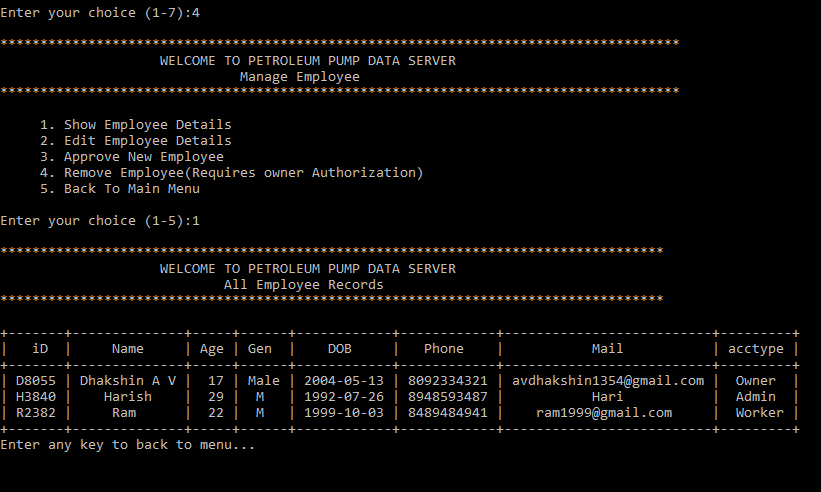 Enter your choice (1-7):4
*************************************************************************************
WELCOME TO PETROLEUM PUMP DATA SERVER
Manage Employee
*************************************************************************************
1. Show Employee Details
2. Edit Employee Details
3. Approve New Employee
4. Remove Employee(Requires owner Authorization)
5. Back To Main Menu
Enter your choice (1-5):1
***********************************************************************************
WELCOME TO PETROLEUM PUMP DATA SERVER
All Employee Records
***********************************************************************************
+-------+--------------+-----+------+------------+------------+--------------------------+---------+
|   iD  |     Name     | Age | Gen  |    DOB     |   Phone    |           Mail           | acctype |
+-------+--------------+-----+------+------------+------------+--------------------------+---------+
| D8055 | Dhakshin A V |  17 | Male | 2004-05-13 | 8092334321 | avdhakshin1354@gmail.com |  Owner  |
| H3840 |    Harish    |  29 |  M   | 1992-07-26 | 8948593487 |           Hari           |  Admin  |
| R2382 |     Ram      |  22 |  M   | 1999-10-03 | 8489484941 |    ram1999@gmail.com     |  Worker |
+-------+--------------+-----+------+------------+------------+--------------------------+---------+
Enter any key to back to menu...